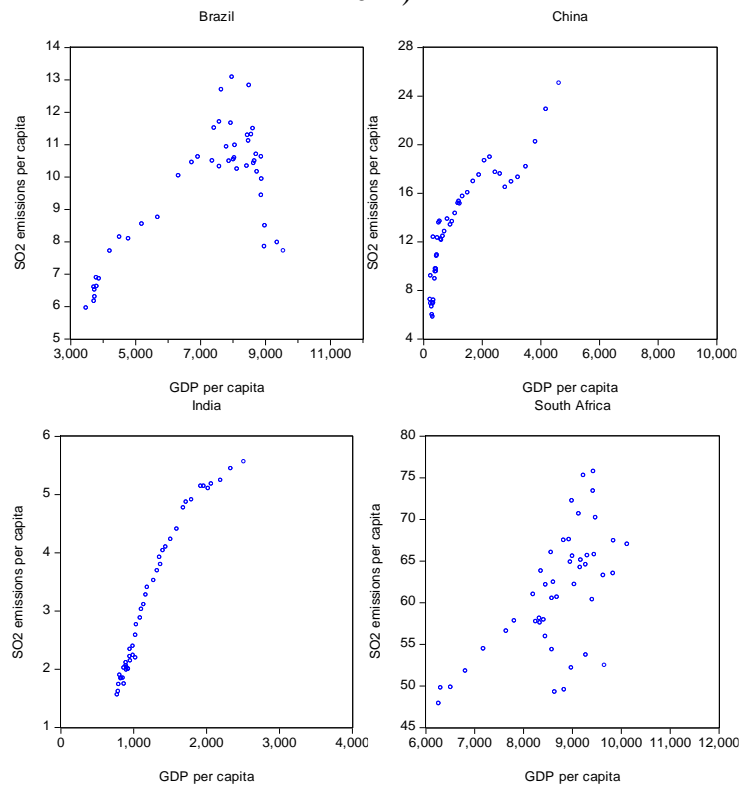 Brazil
14
13
12
11
10
9
8
7
6
5
SO2 emissions per capita
3,000 5,000 7,000 9,000 11,000
GDP per capita
China
28
24
20
16
12
8
4
SO2 emissions per capita
0 2,000 4,000 6,000 8,000 10,000
GDP per capita
India
6
5
4
3
2
1
SO2 emissions per capita
0 1,000 2,000 3,000 4,000
GDP per capita
South Africa
80
75
70
65
60
55
50
45
SO2 emissions per capita
6,000 7,000 8,000 9,000 10,000 11,000 12,000
GDP per capita